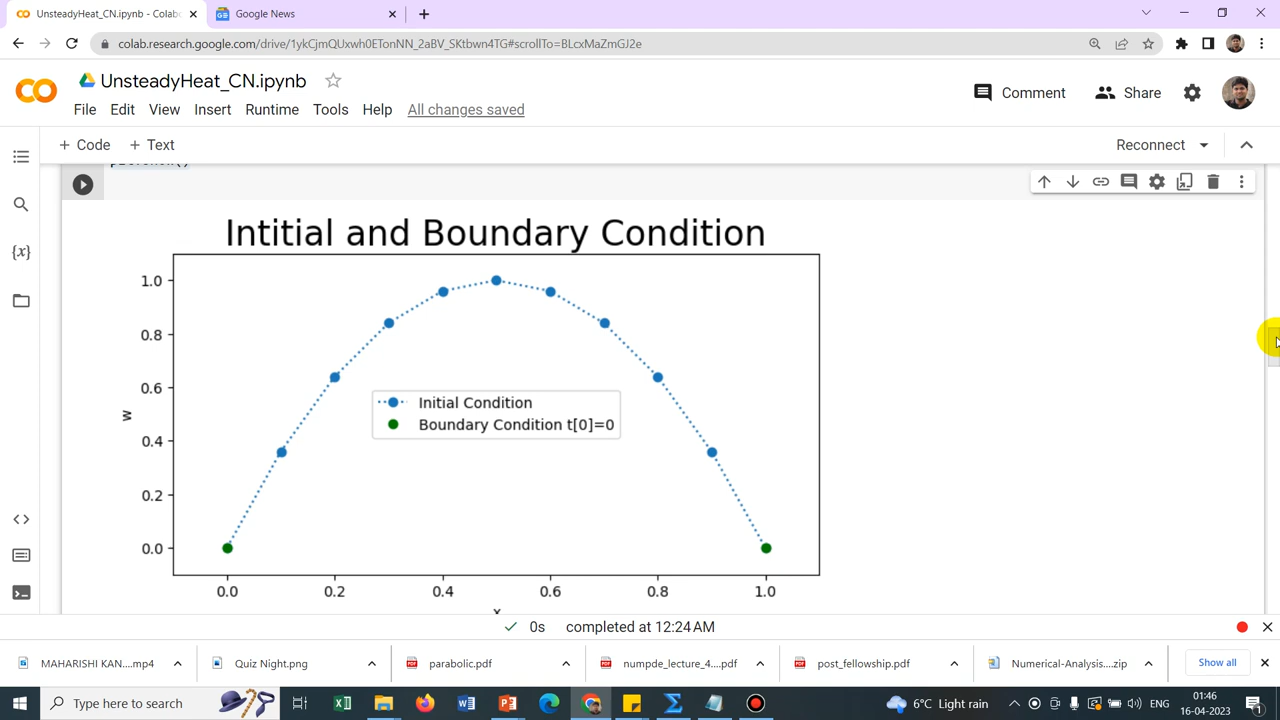 UnsteadyHeat_CN.ipynb - Colab
Google News
colab.research.google.com/drive/1ykCjmQUxwh0ETonNN_2aBV_SKtbwn4TG#scrollTo=BLcxMaZmGJ2e
UnsteadyHeat_CN.ipynb
Comment
Share
File Edit View Insert Runtime Tools Help All changes saved
+ Code + Text
Reconnect
{x}
Intitial and Boundary Condition
1.0
0.8
0.6
0.4
0.2
0.0
w
Initial Condition
Boundary Condition t[0]=0
0.0 0.2 0.4 0.6 0.8 1.0
x
0s completed at 12:24 AM
MAHARISHI KAN....mp4
Quiz Night.png
parabolic.pdf
numpde_lecture_4....pdf
post_fellowship.pdf
Numerical-Analysis....zip
Show all
Type here to search
6°C Light rain
ENG
01:46
16-04-2023